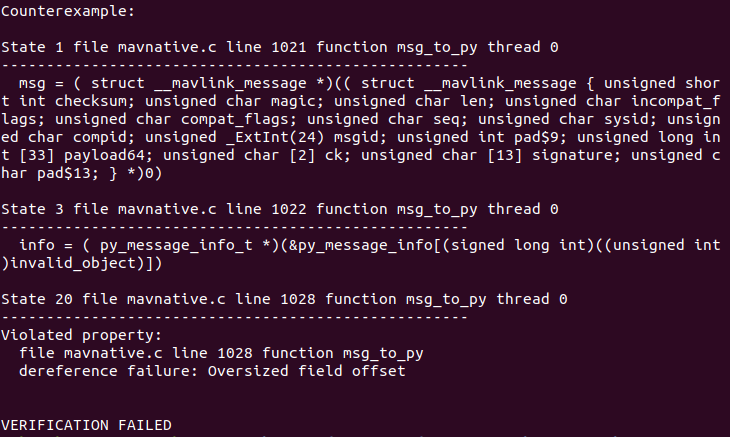 Counterexample:
State 1 file mavnative.c line 1021 function msg_to_py thread 0
----------------------------------------------------
  msg = ( struct __mavlink_message *)(( struct __mavlink_message { unsigned shor
t int checksum; unsigned char magic; unsigned char len; unsigned char incompat_f
lags; unsigned char compat_flags; unsigned char seq; unsigned char sysid; unsign
ed char compid; unsigned _ExtInt(24) msgid; unsigned int pad$9; unsigned long in
t [33] payload64; unsigned char [2] ck; unsigned char [13] signature; unsigned c
har pad$13; } *)0)
State 3 file mavnative.c line 1022 function msg_to_py thread 0
----------------------------------------------------
  info = ( py_message_info_t *)(&py_message_info[(signed long int)((unsigned int
)invalid_object)])
State 20 file mavnative.c line 1028 function msg_to_py thread 0
----------------------------------------------------
Violated property:
  file mavnative.c line 1028 function msg_to_py
  dereference failure: Oversized field offset
VERIFICATION FAILED